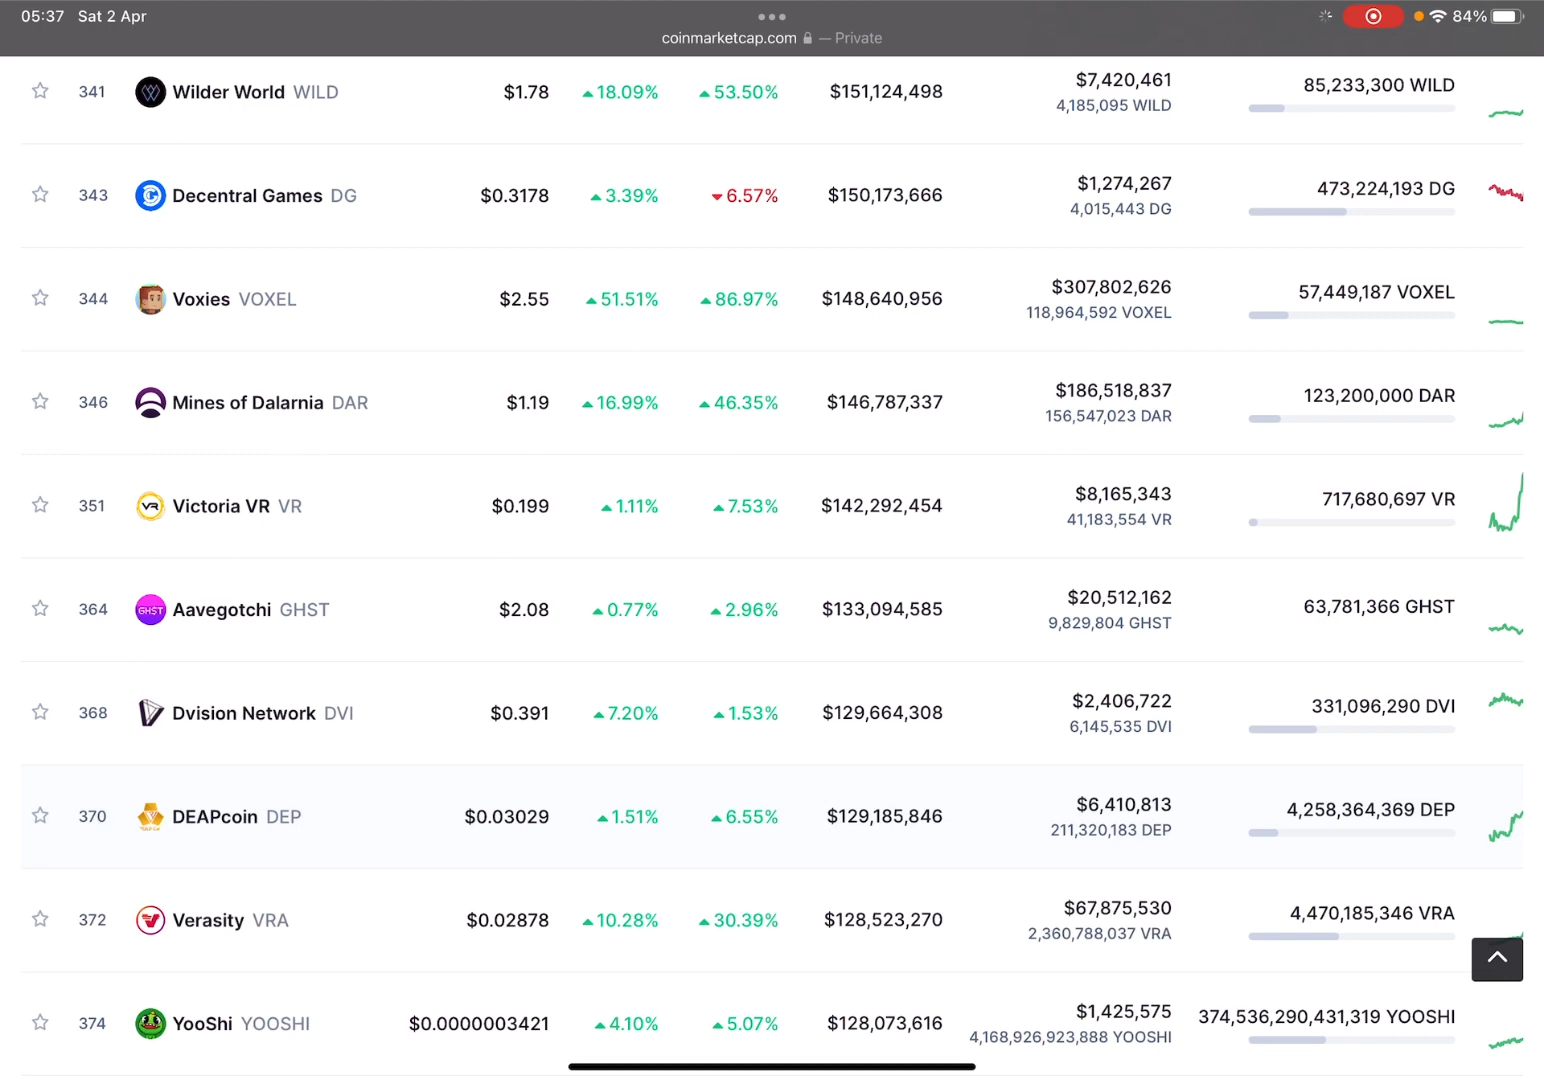 05:37 Sat 2 Apr
84%
coinmarketcap.com — Private
341 Wilder World WILD $1.78 18.09% 53.50% $151,124,498 $7,420,461 85,233,300 WILD
4,185,095 WILD
343 Decentral Games DG $0.3178 3.39% 6.57% $150,173,666 $1,274,267 473,224,193 DG
4,015,443 DG
344 Voxies VOXEL $2.55 51.51% 86.97% $148,640,956 $307,802,626 57,449,187 VOXEL
118,964,592 VOXEL
346 Mines of Dalarnia DAR $1.19 16.99% 46.35% $146,787,337 $186,518,837 123,200,000 DAR
156,547,023 DAR
351 VR Victoria VR VR $0.199 1.11% 7.53% $142,292,454 $8,165,343 717,680,697 VR
41,183,554 VR
364 GHST Aavegotchi GHST $2.08 0.77% 2.96% $133,094,585 $20,512,162 63,781,366 GHST
9,829,804 GHST
368 Dvision Network DVI $0.391 7.20% 1.53% $129,664,308 $2,406,722 331,096,290 DVI
6,145,535 DVI
370 DEAPcoin DEP $0.03029 1.51% 6.55% $129,185,846 $6,410,813 4,258,364,369 DEP
211,320,183 DEP
372 Verasity VRA $0.02878 10.28% 30.39% $128,523,270 $67,875,530 4,470,185,346 VRA
2,360,788,037 VRA
374 YooShi YOOSHI $0.0000003421 4.10% 5.07% $128,073,616 $1,425,575 374,536,290,431,319 YOOSHI
4,168,926,923,888 YOOSHI